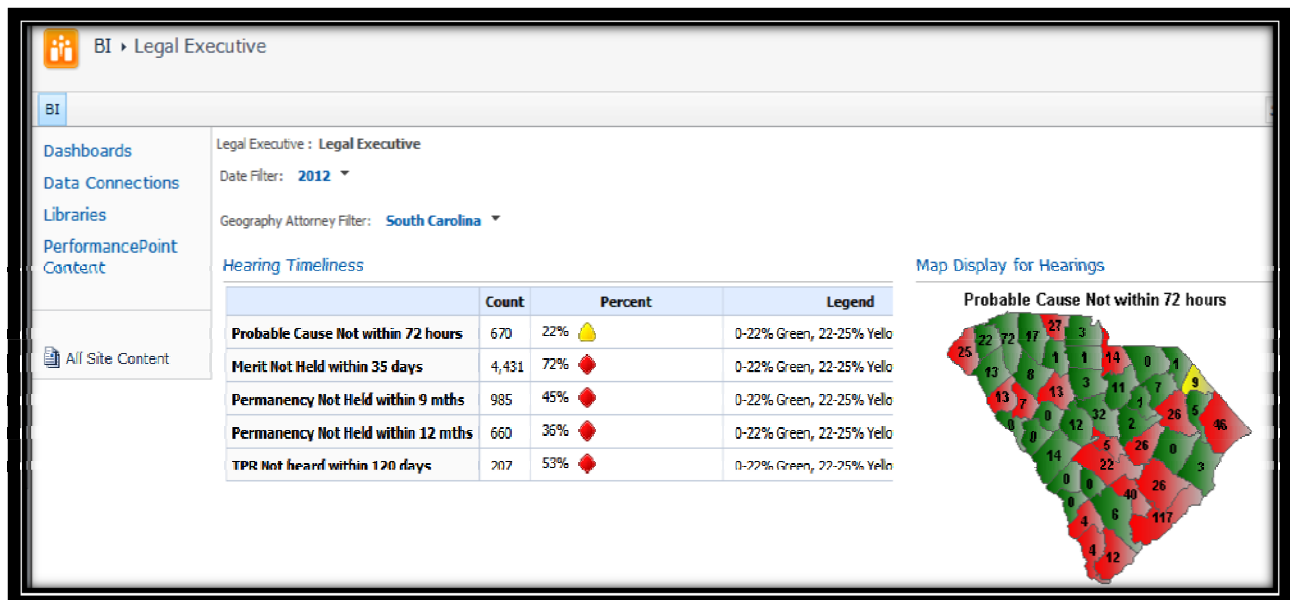 BI ▸ Legal Executive
BI
Dashboards
Data Connections
Libraries
PerformancePoint
Content
All Site Content
Legal Executive : Legal Executive
Date Filter: 2012
Geography Attorney Filter: South Carolina
Hearing Timeliness
Count Percent Legend
Probable Cause Not within 72 hours 670 22% 0-22% Green, 22-25% Yello
Merit Not Held within 35 days 4,431 72% 0-22% Green, 22-25% Yello
Permanency Not Held within 9 mths 985 45% 0-22% Green, 22-25% Yello
Permanency Not Held within 12 mths 660 36% 0-22% Green, 22-25% Yello
TPR Not heard within 120 days 207 53% 0-22% Green, 22-25% Yello
Map Display for Hearings
Probable Cause Not within 72 hours
27 3
22 72 17
25 1 1 14 0 1
13 8 3 11 7 9
13 7 13 1 26 5
0 0 12 32 2 46
0 5 26 0
14 22 3
0 0 26
0 40
6 117
4
4 12